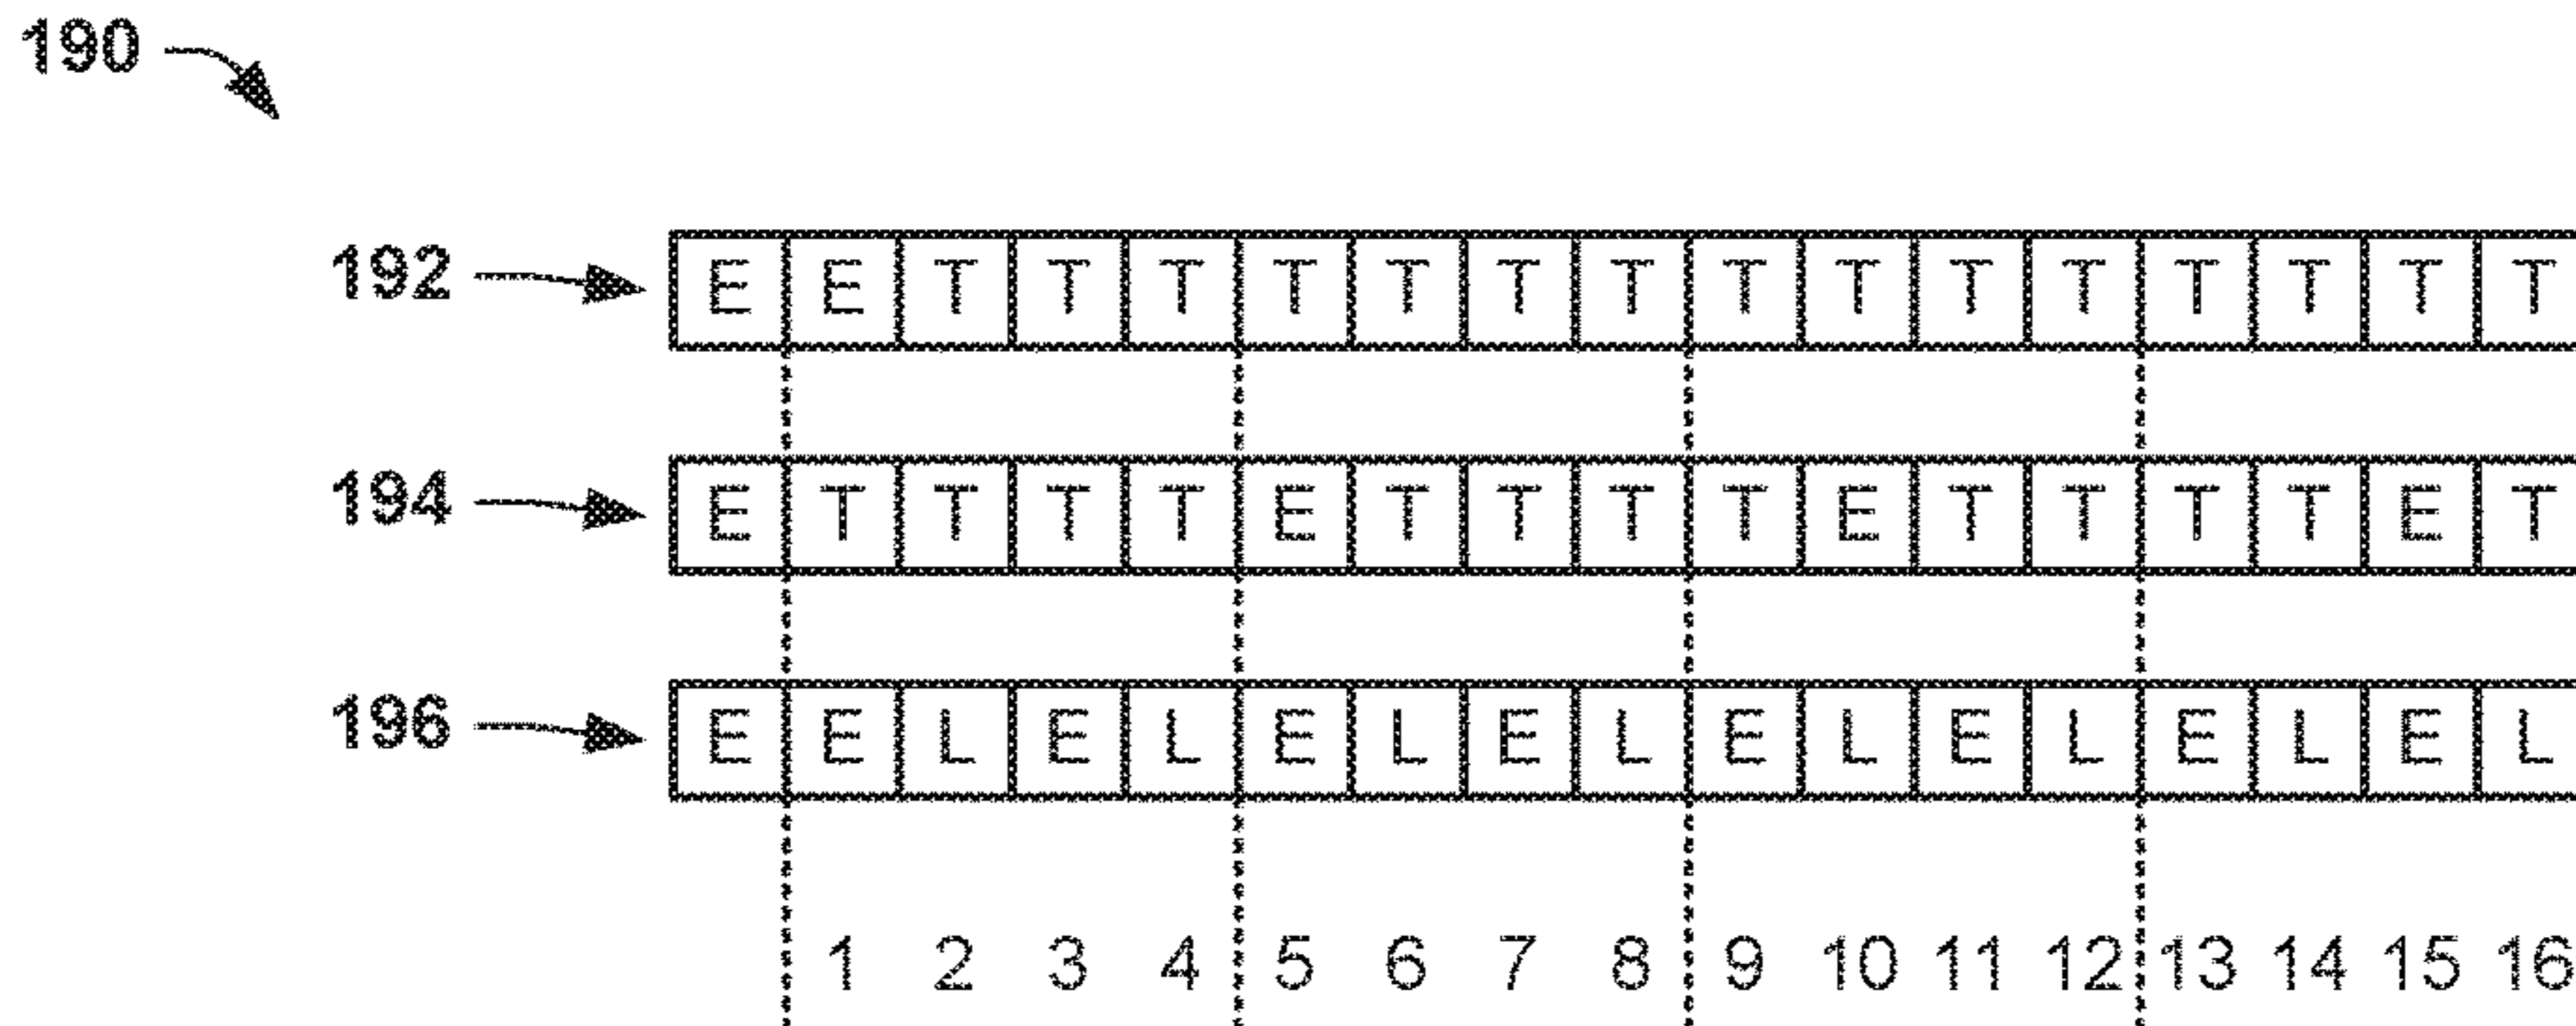 190
192 E E T T T T T T T T T T T T T T T
194 E T T T T E T T T T E T T T T E T
196 E E L E L E L E L E L E L E L E L
1 2 3 4 5 6 7 8 9 10 11 12 13 14 15 16